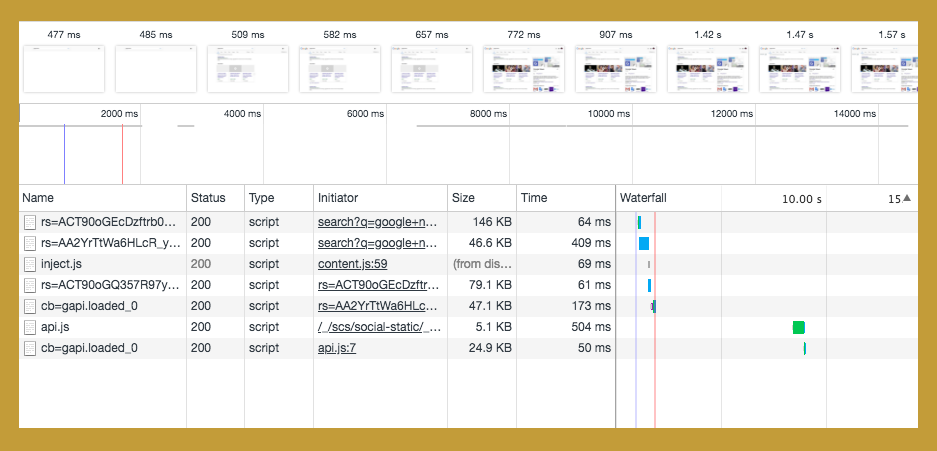 477 ms 485 ms 509 ms 582 ms 657 ms 772 ms 907 ms 1.42 s 1.47 s 1.57 s
2000 ms 4000 ms 6000 ms 8000 ms 10000 ms 12000 ms 14000 ms
Name Status Type Initiator Size Time Waterfall 10.00 s 15▲
rs=ACT90oGEcDzftrb0... 200 script search?q=google+n... 146 KB 64 ms
rs=AA2YrTtWa6HLcR_y... 200 script search?q=google+n... 46.6 KB 409 ms
inject.js 200 script content.js:59 (from dis... 69 ms
rs=ACT90oGQ357R97y... 200 script rs=ACT90oGEcDzftr... 79.1 KB 61 ms
cb=gapi.loaded_0 200 script rs=AA2YrTtWa6HLc... 47.1 KB 173 ms
api.js 200 script /_/scs/social-static/_... 5.1 KB 504 ms
cb=gapi.loaded_0 200 script api.js:7 24.9 KB 50 ms